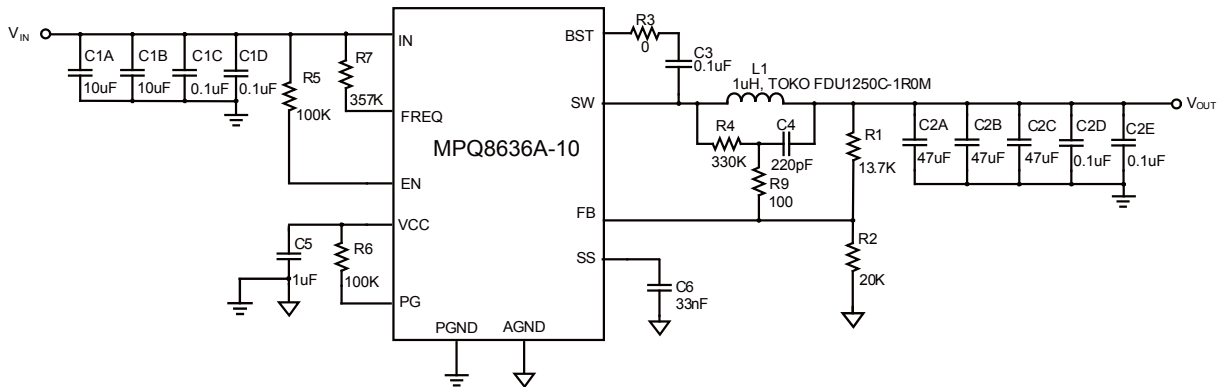 V IN
C1A
10uF
C1B
10uF
C1C
0.1uF
C1D
0.1uF
R5
100K
R7
357K
IN
FREQ
EN
VCC
PG
PGND
AGND
MPQ8636A-10
BST
SW
FB
SS
C5
1uF
R6
100K
R3
0
C3
0.1uF
L1
1uH, TOKO FDU1250C-1R0M
R4
330K
C4
220pF
R9
100
R1
13.7K
R2
20K
C6
33nF
C2A
47uF
C2B
47uF
C2C
47uF
C2D
0.1uF
C2E
0.1uF
VOUT